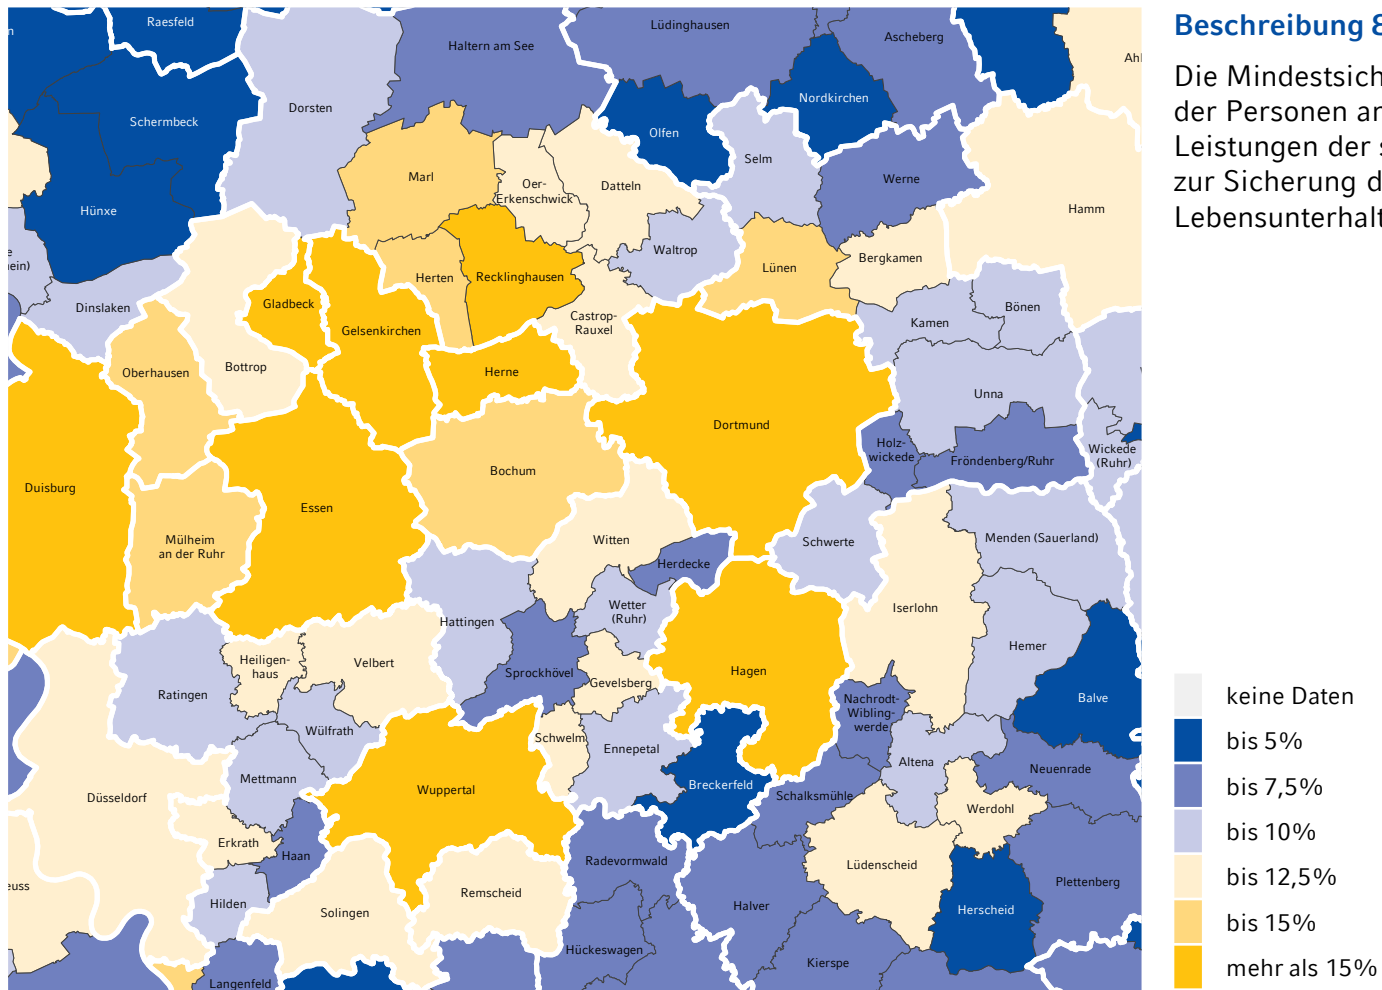 Raesfeld
Haltern am See
Lüdinghausen
Ascheberg
Ahl
n
Schermbeck
Dorsten
Olfen
Nordkirchen
Selm
Werne
Hamm
Marl
Oer-
Erkenschwick
Datteln
Hünxe
Waltrop
Lünen
Bergkamen
Herten
Recklinghausen
Dinslaken
Gladbeck
Gelsenkirchen
Castrop-
Rauxel
Kamen
Bönen
Oberhausen
Bottrop
Herne
Unna
Dortmund
Holz-
wickede
Fröndenberg/Ruhr
Wickede
(Ruhr)
Duisburg
Essen
Bochum
Mülheim
an der Ruhr
Witten
Herdecke
Schwerte
Menden (Sauerland)
Iserlohn
Hattingen
Wetter
(Ruhr)
Hemer
Heiligen-
haus
Velbert
Sprockhövel
Gevelsberg
Hagen
Ratingen
Nachrodt-
Wibling-
werde
Balve
Wülfrath
Schwelm
Ennepetal
Altena
Neuenrade
Mettmann
Düsseldorf
Wuppertal
Breckerfeld
Schalksmühle
Werdohl
Erkrath
Haan
Radevormwald
Lüdenscheid
Plettenberg
euss
Hilden
Solingen
Remscheid
Halver
Herscheid
Hückeswagen
Kierspe
Langenfeld
e
ein)
Beschreibung &
Die Mindestsich
der Personen an
Leistungen der s
zur Sicherung d
Lebensunterhalt
keine Daten
bis 5%
bis 7,5%
bis 10%
bis 12,5%
bis 15%
mehr als 15%